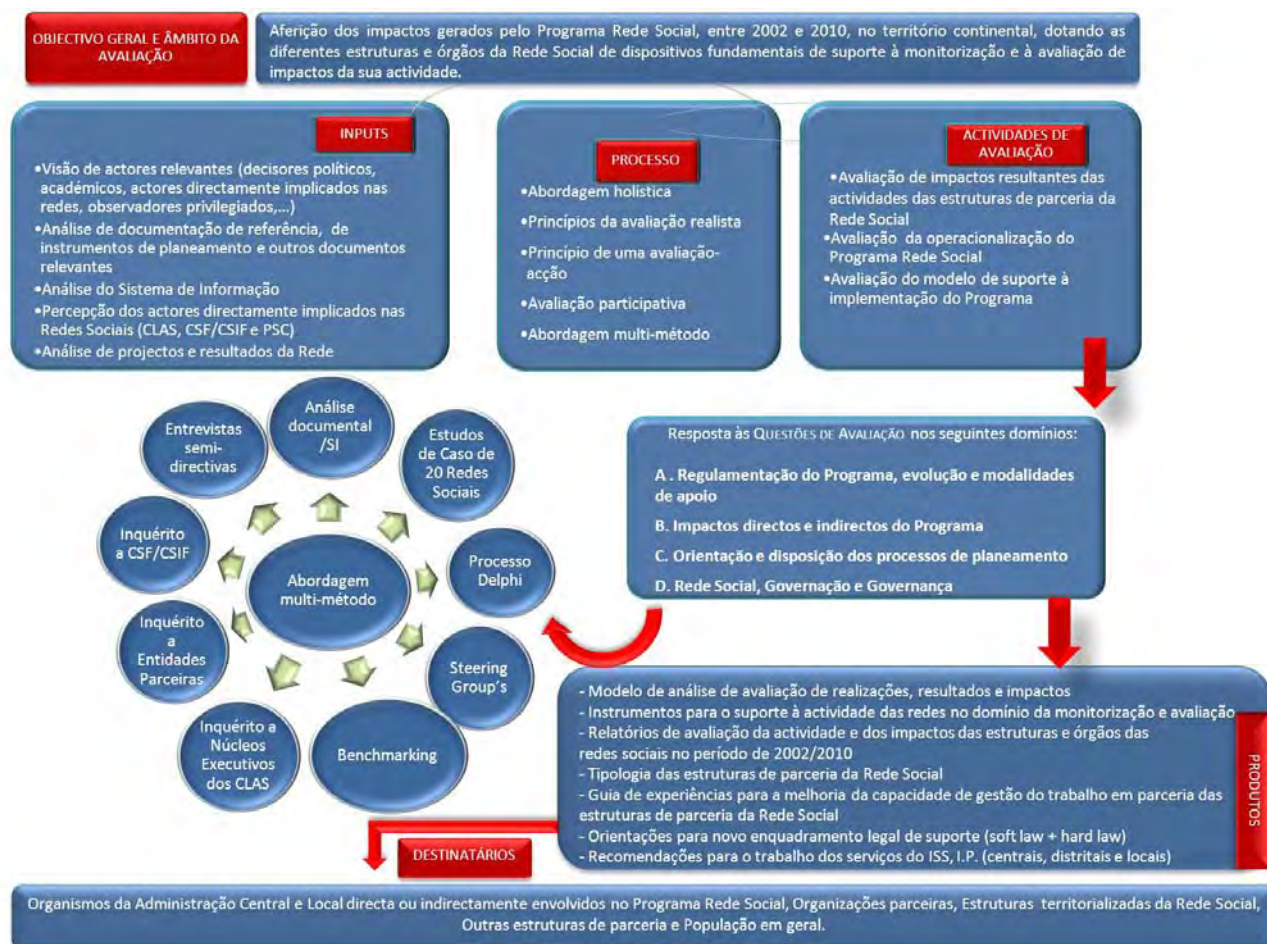 OBJECTIVO GERAL E ÂMBITO DA
AVALIAÇÃO
Aferição dos impactos gerados pelo Programa Rede Social, entre 2002 e 2010, no território continental, dotando as
diferentes estruturas e órgãos da Rede Social de dispositivos fundamentais de suporte à monitorização e à avaliação de
impactos da sua actividade.
INPUTS
•Visão de actores relevantes (decisores políticos,
académicos, actores directamente implicados nas
redes, observadores privilegiados,...)
•Análise de documentação de referência, de
instrumentos de planeamento e outros documentos
relevantes
•Análise do Sistema de Informação
•Percepção dos actores directamente implicados nas
Redes Sociais (CLAS, CSF/CSIF e PSC)
•Análise de projectos e resultados da Rede
PROCESSO
•Abordagem holistica
•Princípios da avaliação realista
•Princípio de uma avaliação-
acção
•Avaliação participativa
•Abordagem multi-método
ACTIVIDADES DE
AVALIAÇÃO
•Avaliação de impactos resultantes das
actividades das estruturas de parceria da
Rede Social
•Avaliação da operacionalização do
Programa Rede Social
•Avaliação do modelo de suporte à
implementação do Programa
Análise
documental
/SI
Entrevistas
semi-
directivas
Estudos
de Caso de
20 Redes
Sociais
Inquérito
a CSF/CSIF
Abordagem
multi-método
Processo
Delphi
Inquérito
a
Entidades
Parceiras
Steering
Group's
Inquérito a
Núcleos
Executivos
dos CLAS
Benchmarking
Resposta às QUESTÕES DE AVALIAÇÃO nos seguintes domínios:
A . Regulamentação do Programa, evolução e modalidades
de apoio
B. Impactos directos e indirectos do Programa
C. Orientação e disposição dos processos de planeamento
D. Rede Social, Governação e Governança
- Modelo de análise de avaliação de realizações, resultados e impactos
- Instrumentos para o suporte à actividade das redes no domínio da monitorização e avaliação
- Relatórios de avaliação da actividade e dos impactos das estruturas e órgãos das
redes sociais no período de 2002/2010
- Tipologia das estruturas de parceria da Rede Social
- Guia de experiências para a melhoria da capacidade de gestão do trabalho em parceria das
estruturas de parceria da Rede Social
- Orientações para novo enquadramento legal de suporte (soft law + hard law)
- Recomendações para o trabalho dos serviços do ISS, I.P. (centrais, distritais e locais)
PRODUTOS
DESTINATÁRIOS
Organismos da Administração Central e Local directa ou indirectamente envolvidos no Programa Rede Social, Organizações parceiras, Estruturas territorializadas da Rede Social,
Outras estruturas de parceria e População em geral.